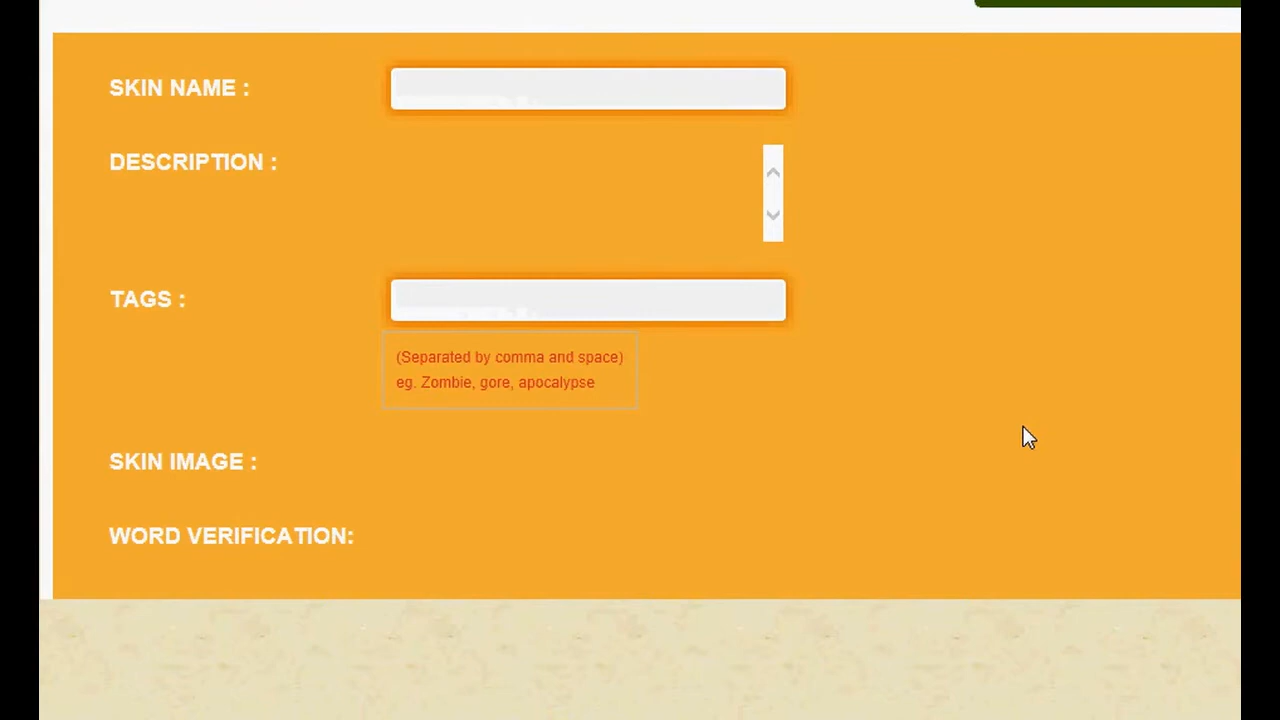 SKIN NAME :
DESCRIPTION :
TAGS :
(Separated by comma and space)
eg. Zombie, gore, apocalypse
SKIN IMAGE :
WORD VERIFICATION: